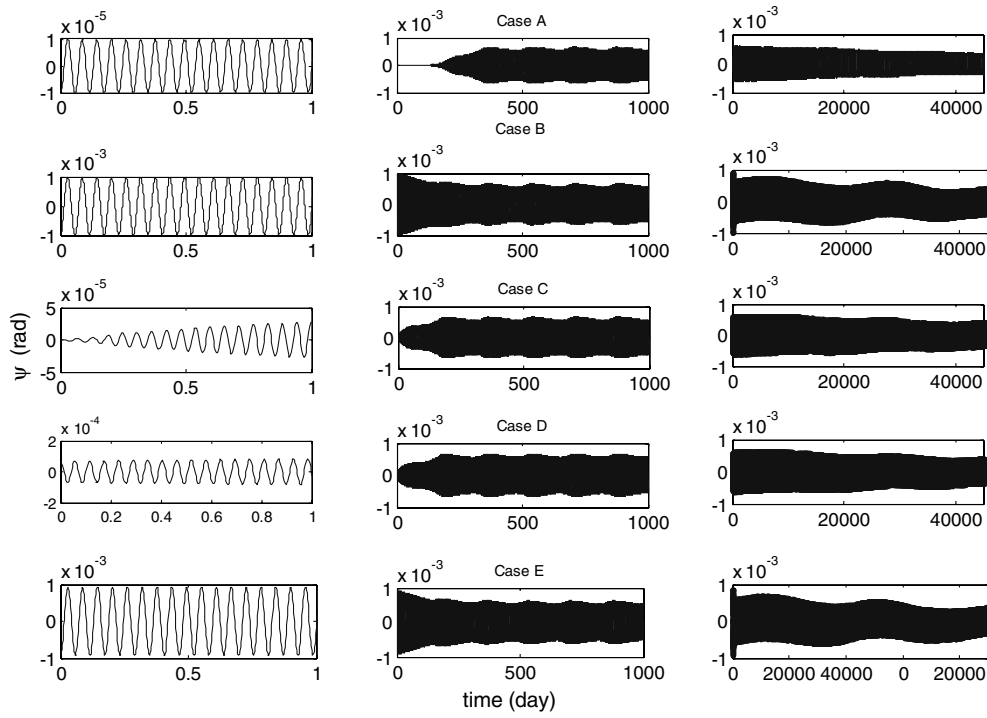 x 10^-5
1
0
-1
0 0.5 1
Case A
x 10^-3
1
0
-1
0 500 1000
x 10^-3
1
0
-1
0 20000 40000
x 10^-3
1
0
-1
0 0.5 1
Case B
x 10^-3
1
0
-1
0 500 1000
x 10^-3
1
0
-1
0 20000 40000
ψ (rad)
x 10^-5
5
0
-5
0 0.5 1
Case C
x 10^-3
1
0
-1
0 500 1000
x 10^-3
1
0
-1
0 20000 40000
x 10^-4
2
0
-2
0 0.2 0.4 0.6 0.8 1
Case D
x 10^-3
1
0
-1
0 500 1000
x 10^-3
1
0
-1
0 20000 40000
x 10^-3
1
0
-1
0 0.5 1
Case E
x 10^-3
1
0
-1
0 500 1000
x 10^-3
1
0
-1
0 20000 40000 0 20000
time (day)